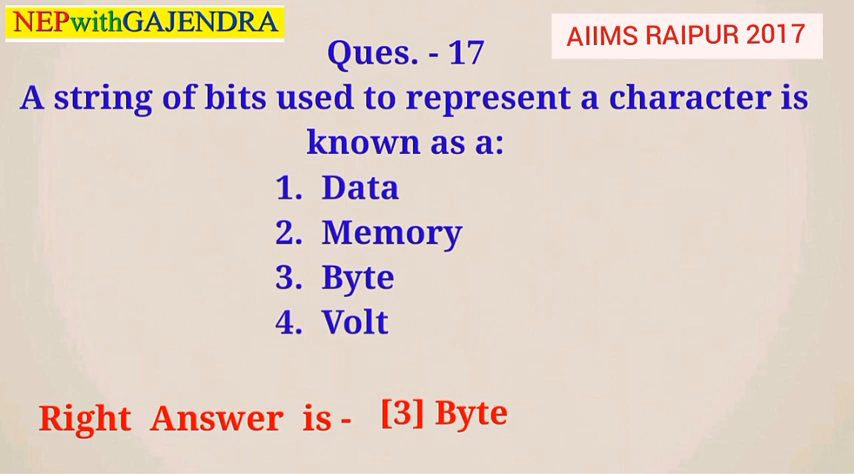 NEPwithGAJENDRA
AIIMS RAIPUR 2017
Ques. - 17
A string of bits used to represent a character is
known as a:
1. Data
2. Memory
3. Byte
4. Volt
Right Answer is - [3] Byte